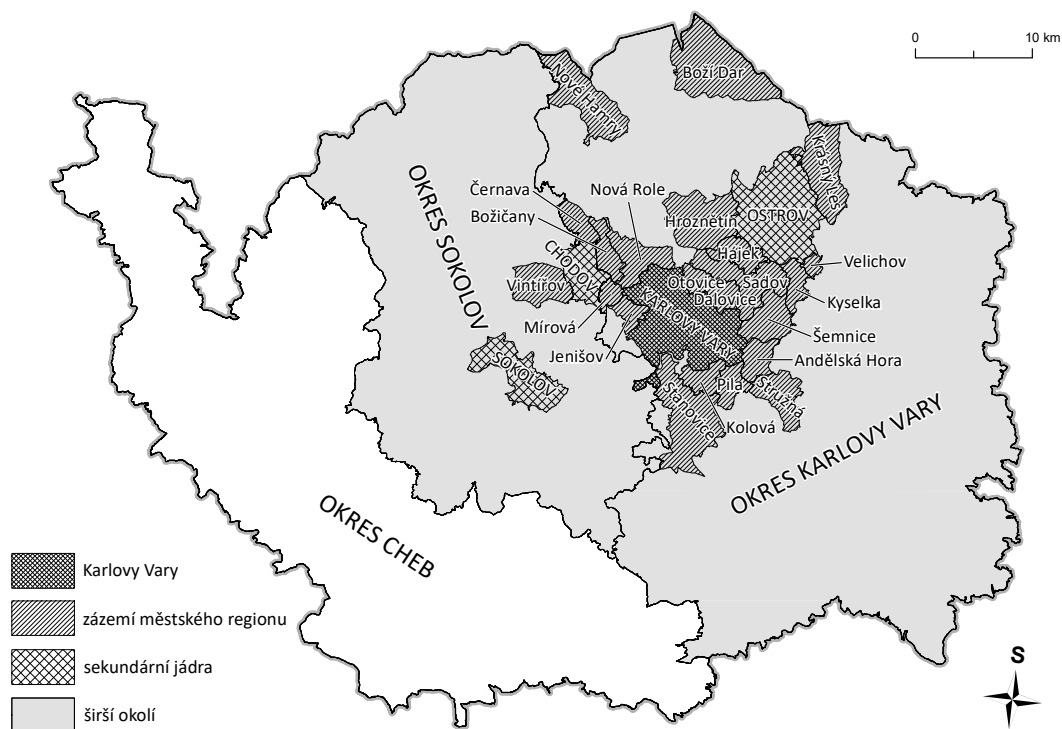 0
10 km
Boží Dar
Nové Hamry
Krásný Les
OKRES SOKOLOV
Černava
Nová Role
Božičany
Hroznětín
OSTROV
CHODOV
Hájek
Velichov
Vintířov
Otovice
Sadov
Dalovice
Kyselka
KARLOVY VARY
Mírová
Šemnice
Jenišov
Andělská Hora
SOKOLOV
Stanovice
Pila
Stružná
Kolová
OKRES KARLOVY VARY
OKRES CHEB
Karlovy Vary
zázemí městského regionu
sekundární jádra
širší okolí
S